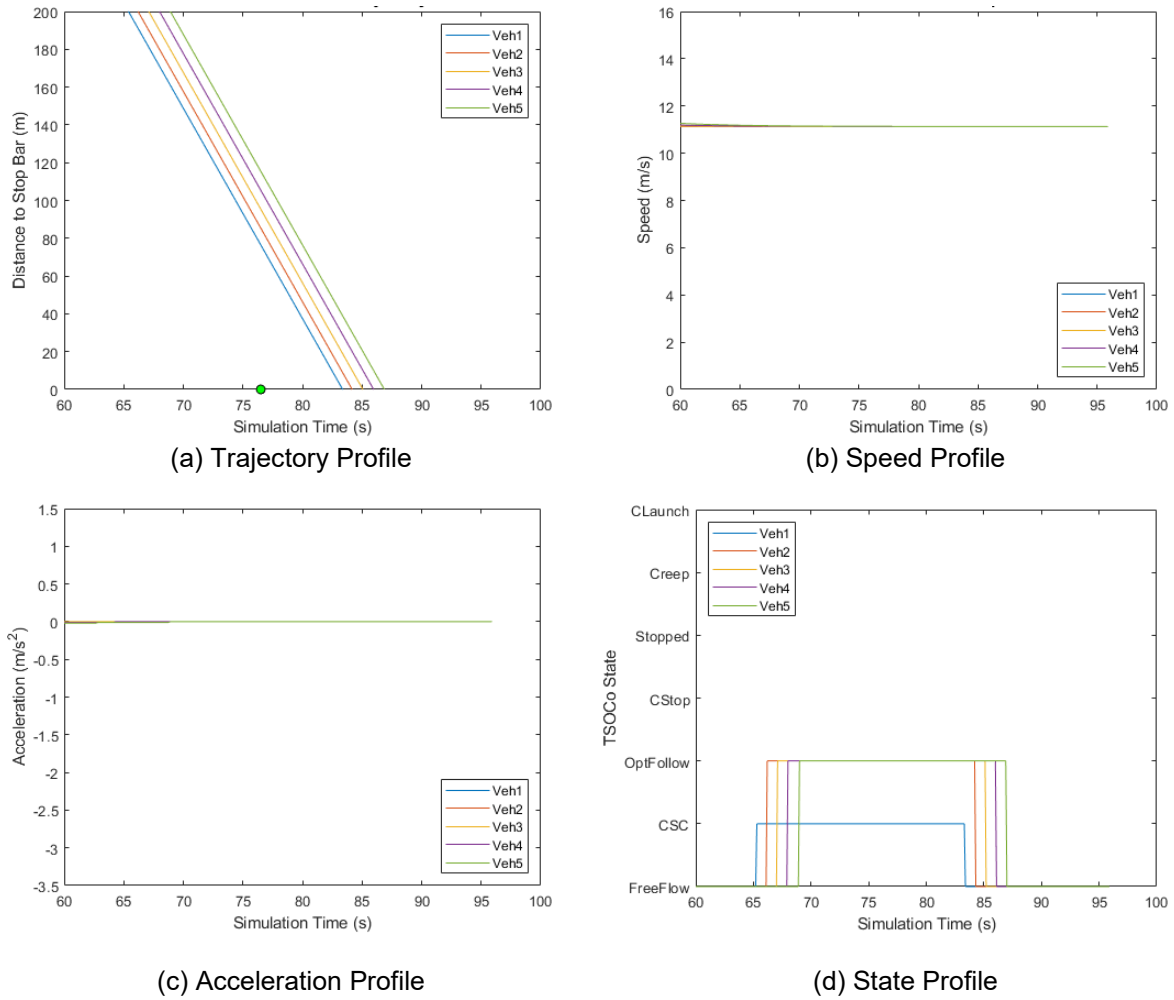 200
180
160
140
120
100
80
60
40
20
0
Distance to Stop Bar (m)
Veh1
Veh2
Veh3
Veh4
Veh5
60 65 70 75 80 85 90 95 100
Simulation Time (s)
(a) Trajectory Profile
16
14
12
10
8
6
4
2
0
Speed (m/s)
Veh1
Veh2
Veh3
Veh4
Veh5
60 65 70 75 80 85 90 95 100
Simulation Time (s)
(b) Speed Profile
1.5
1
0.5
0
-0.5
-1
-1.5
-2
-2.5
-3
-3.5
Acceleration (m/s²)
Veh1
Veh2
Veh3
Veh4
Veh5
60 65 70 75 80 85 90 95 100
Simulation Time (s)
(c) Acceleration Profile
CLaunch
Creep
Stopped
CStop
OptFollow
CSC
FreeFlow
TSOCo State
Veh1
Veh2
Veh3
Veh4
Veh5
60 65 70 75 80 85 90 95 100
Simulation Time (s)
(d) State Profile